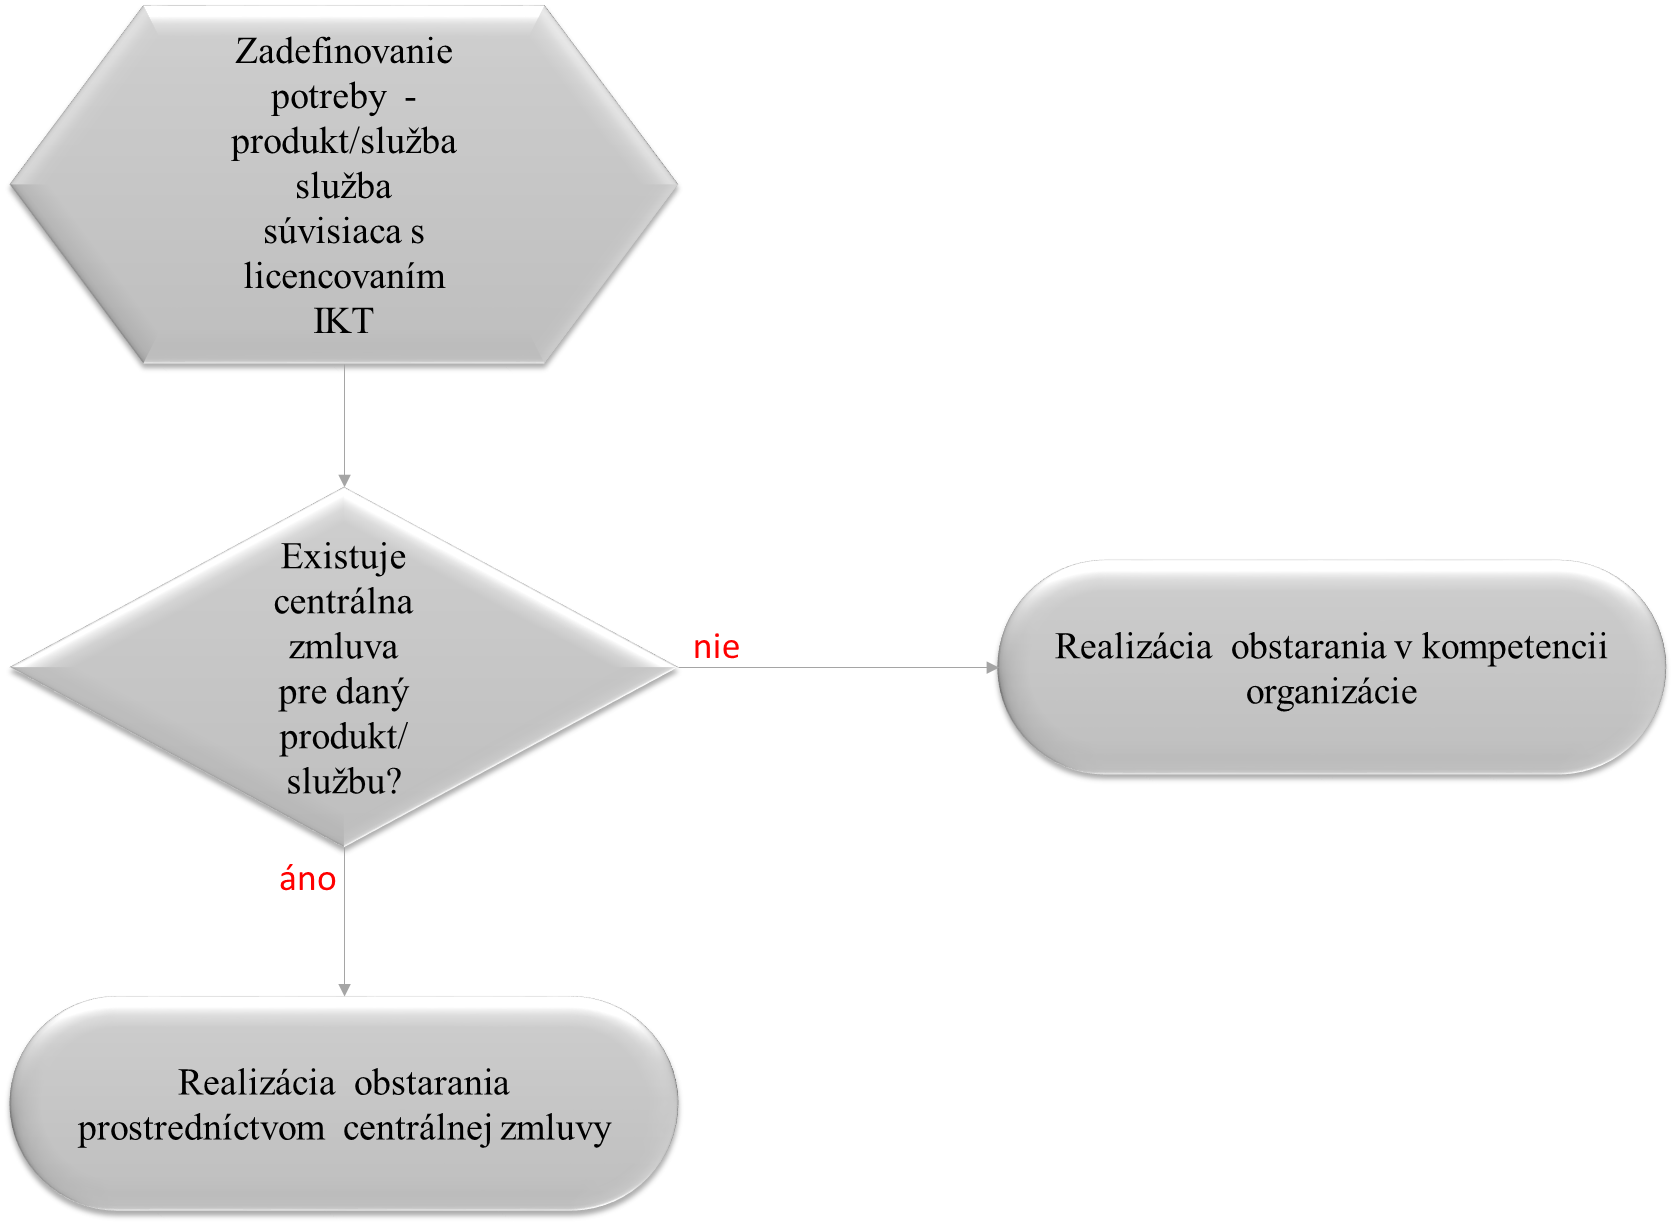 Zadefinovanie
potreby  -
produkt/služba
služba
súvisiaca s
licencovaním
IKT
Existuje
centrálna
zmluva
pre daný
produkt/
službu?
nie
Realizácia  obstarania v kompetencii
organizácie
áno
Realizácia  obstarania
prostredníctvom  centrálnej zmluvy